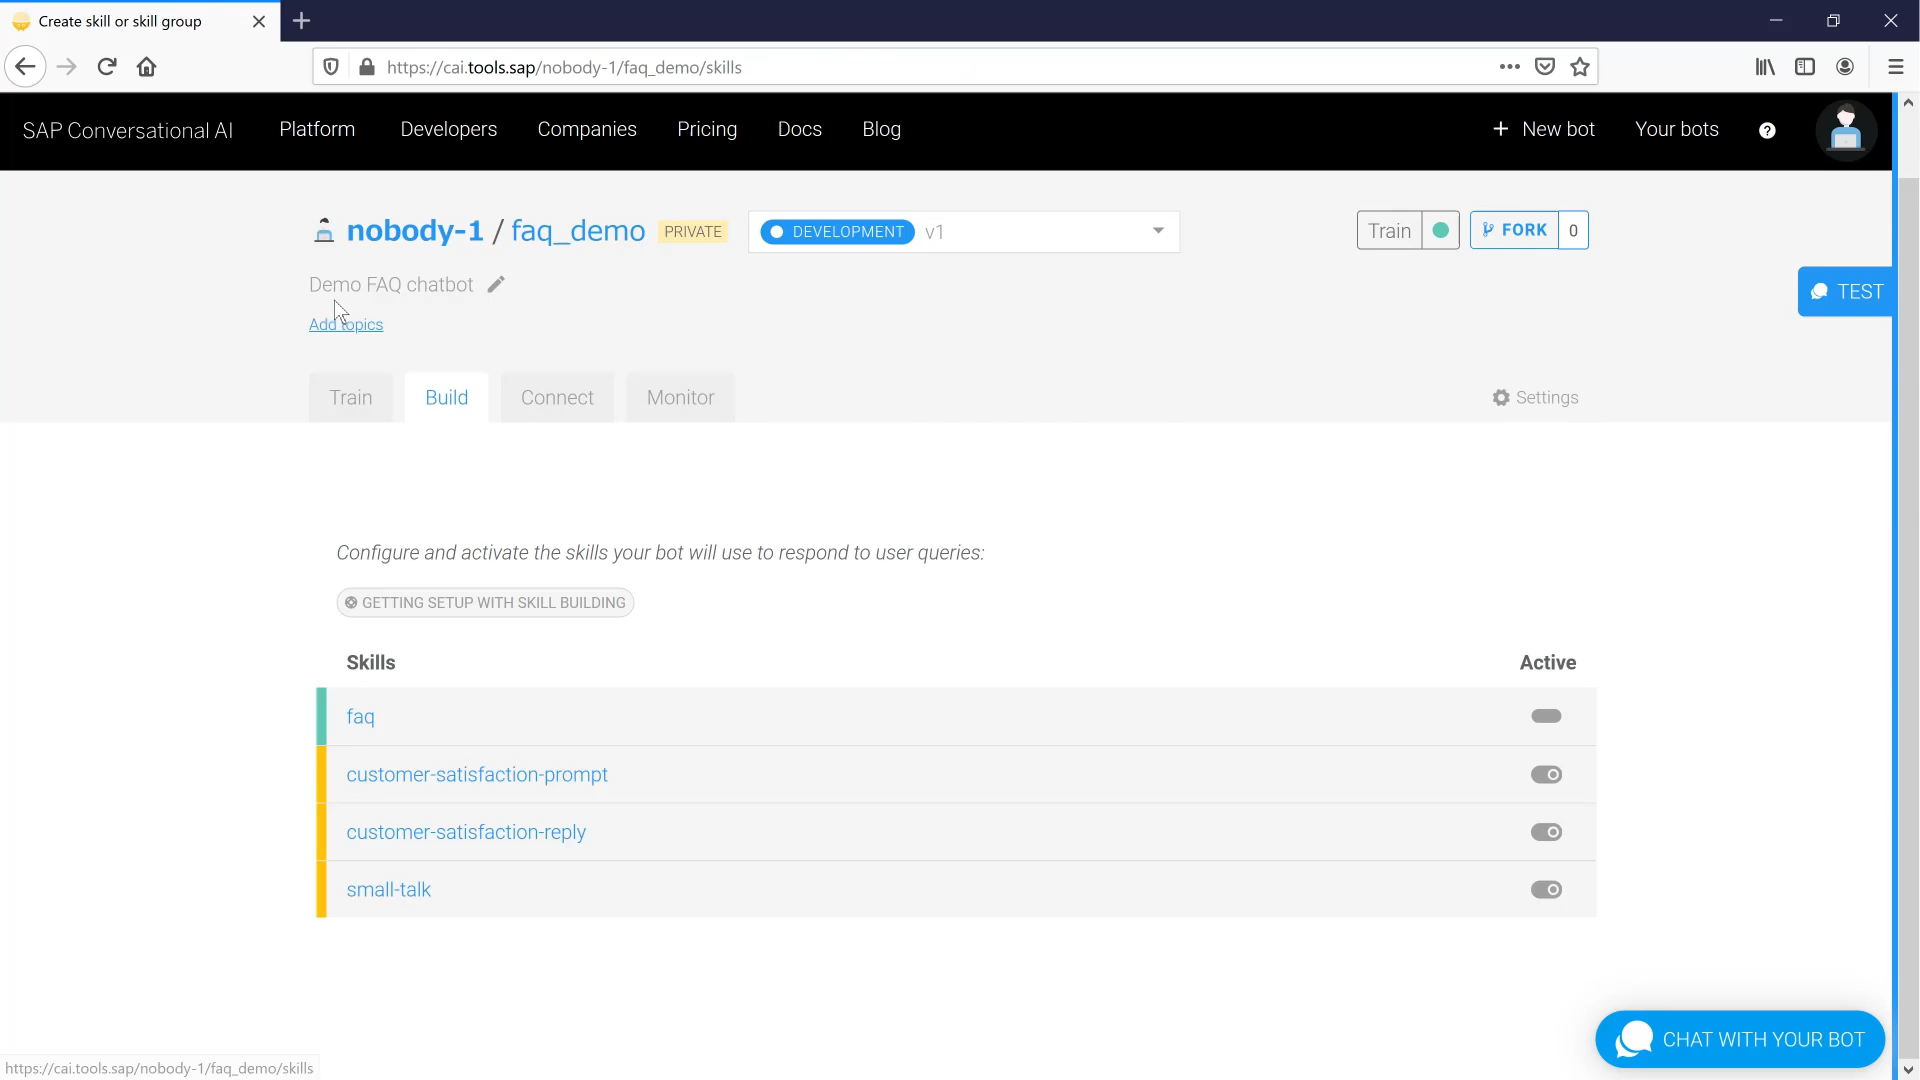 Create skill or skill group
https://cai.tools.sap/nobody-1/faq_demo/skills
SAP Conversational AI Platform Developers Companies Pricing Docs Blog + New bot Your bots ?
nobody-1 / faq_demo PRIVATE DEVELOPMENT v1 Train FORK 0
Demo FAQ chatbot
TEST
Add topics
Train Build Connect Monitor Settings
Configure and activate the skills your bot will use to respond to user queries:
GETTING SETUP WITH SKILL BUILDING
Skills Active
faq
customer-satisfaction-prompt
customer-satisfaction-reply
small-talk
CHAT WITH YOUR BOT
https://cai.tools.sap/nobody-1/faq_demo/skills